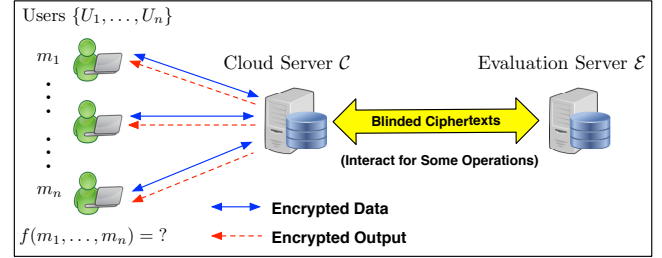 Users {U₁, . . . , Uₙ}
m₁
Cloud Server 𝒞
Evaluation Server ℰ
Blinded Ciphertexts
(Interact for Some Operations)
mₙ
Encrypted Data
f(m₁, . . . , mₙ) = ?
Encrypted Output